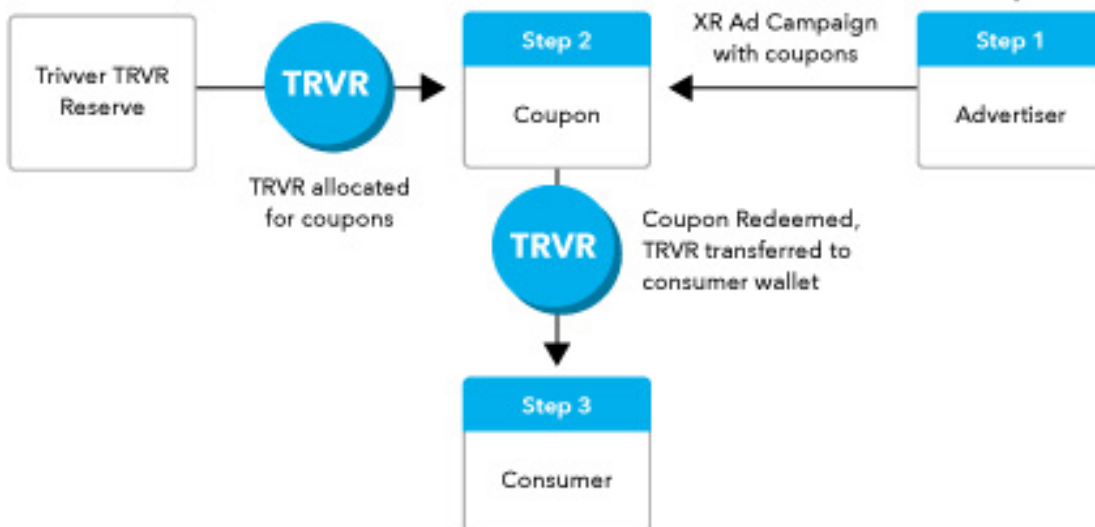 Trivver TRVR
Reserve
TRVR
TRVR allocated
for coupons
Step 2
Coupon
XR Ad Campaign
with coupons
Step 1
Advertiser
TRVR
Coupon Redeemed,
TRVR transferred to
consumer wallet
Step 3
Consumer